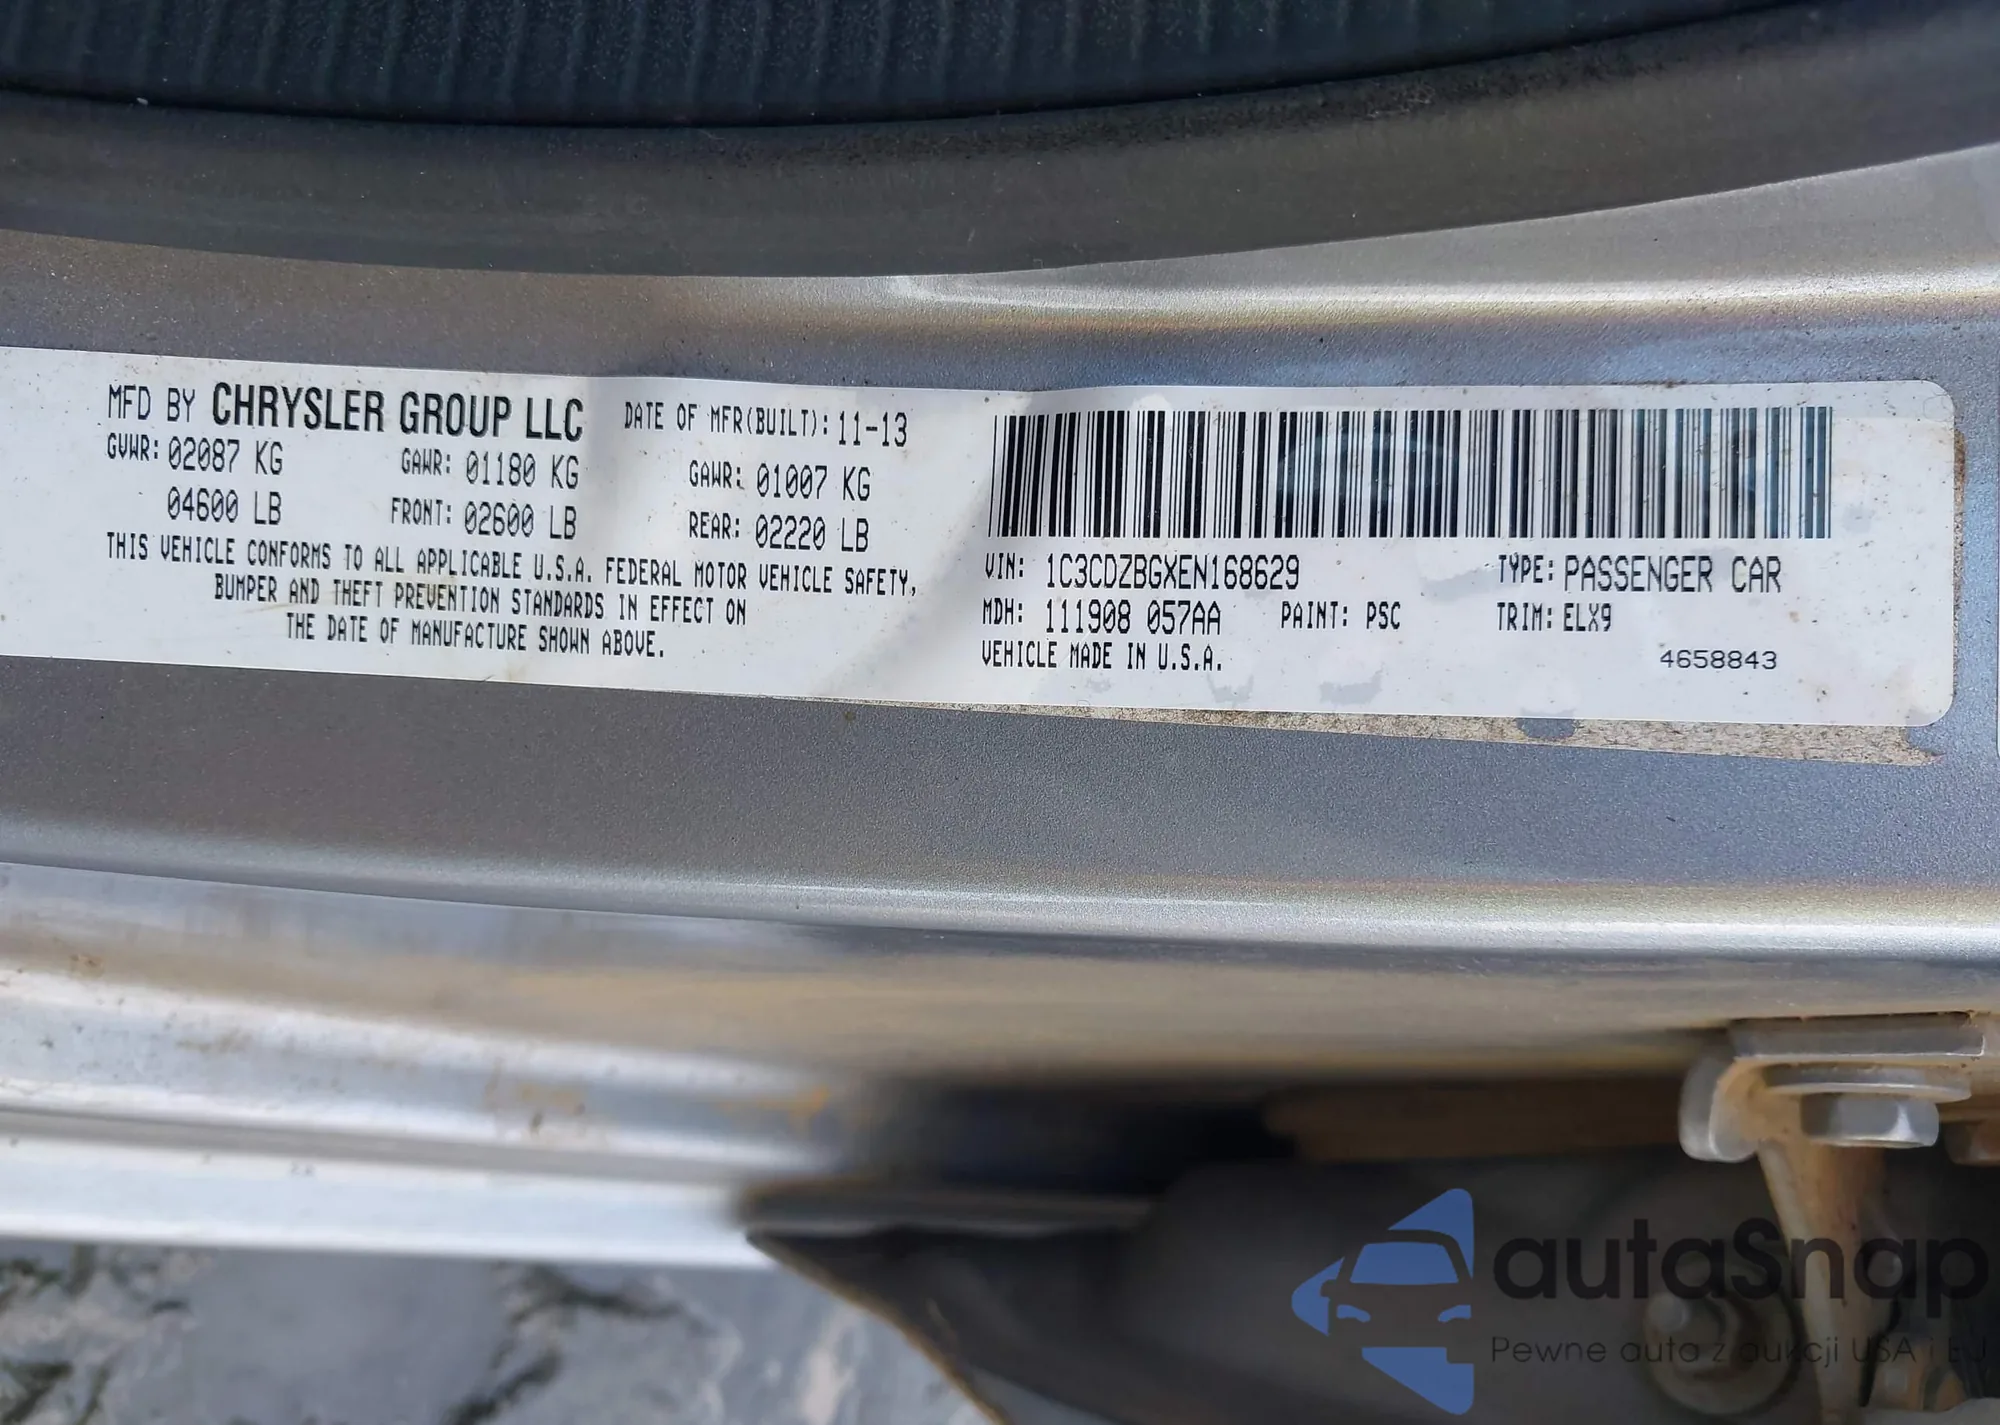 MFD BY CHRYSLER GROUP LLC DATE OF MFR(BUILT): 11-13
GVWR: 02087 KG GAWR: 01180 KG GAWR: 01007 KG
04600 LB FRONT: 02600 LB REAR: 02220 LB
THIS VEHICLE CONFORMS TO ALL APPLICABLE U.S.A. FEDERAL MOTOR VEHICLE SAFETY,
BUMPER AND THEFT PREVENTION STANDARDS IN EFFECT ON
THE DATE OF MANUFACTURE SHOWN ABOVE.
VIN: 1C3CDZBGXEN168629 TYPE: PASSENGER CAR
MDH: 111908 057AA PAINT: PSC TRIM: ELX9
VEHICLE MADE IN U.S.A. 4658843
autaSnap
Pewne auta z aukcji USA i EU